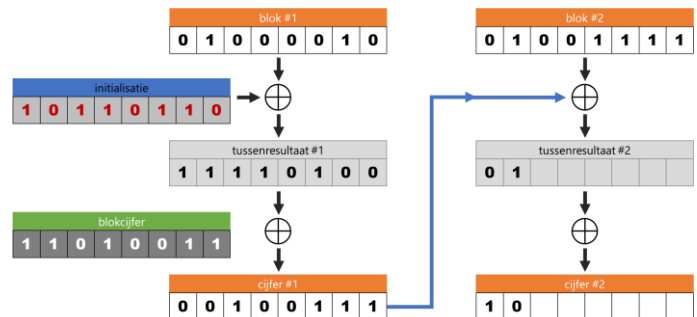 blok #1
0 1 0 0 0 0 1 0
initialisatie
1 0 1 1 0 1 1 0
tussenresultaat #1
1 1 1 1 0 1 0 0
blokcijfer
1 1 0 1 0 0 1 1
cijfer #1
0 0 1 0 0 1 1 1
blok #2
0 1 0 0 1 1 1 1
tussenresultaat #2
0 1
cijfer #2
1 0